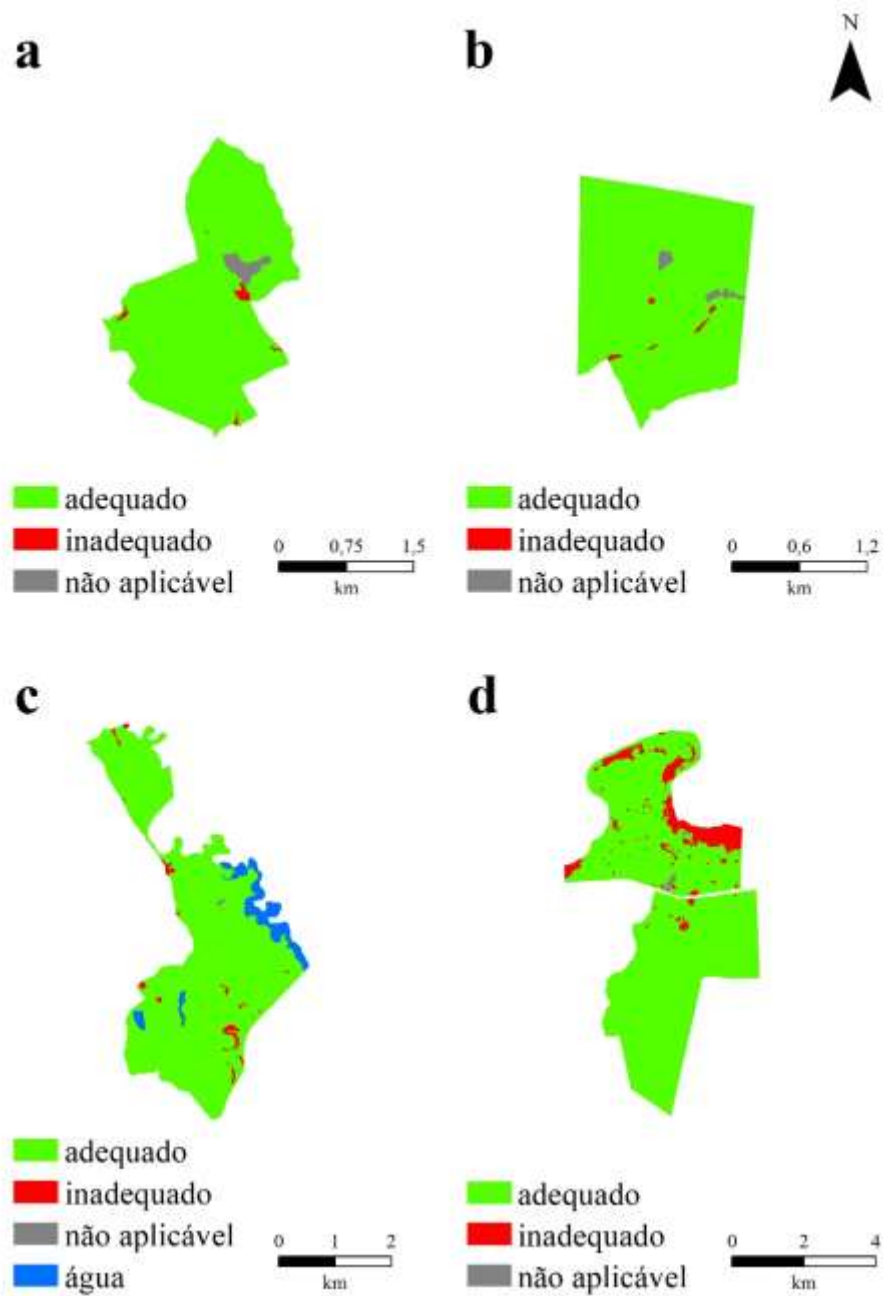 a
b
N
adequado
inadequado
não aplicável
0 0,75 1,5
km
adequado
inadequado
não aplicável
0 0,6 1,2
km
c
d
adequado
inadequado
não aplicável
água
0 1 2
km
adequado
inadequado
não aplicável
0 2 4
km